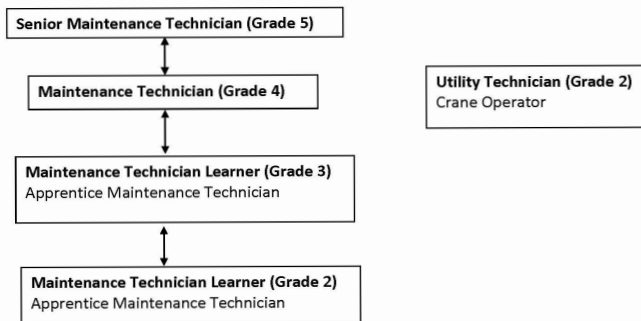 Senior Maintenance Technician (Grade 5)
Maintenance Technician (Grade 4)
Utility Technician (Grade 2)
Crane Operator
Maintenance Technician Learner (Grade 3)
Apprentice Maintenance Technician
Maintenance Technician Learner (Grade 2)
Apprentice Maintenance Technician